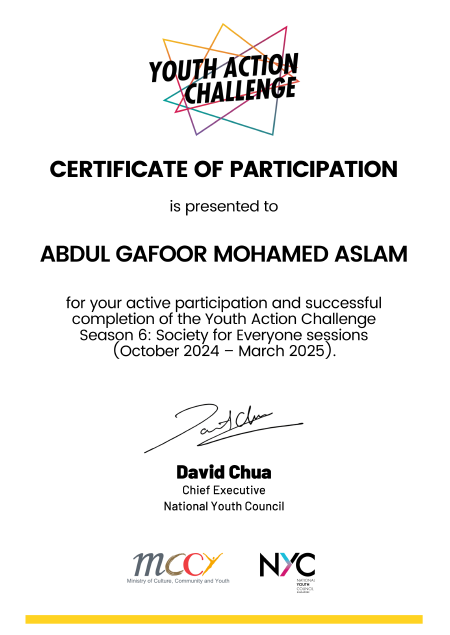 YOUTH ACTION
CHALLENGE
CERTIFICATE OF PARTICIPATION
is presented to
ABDUL GAFOOR MOHAMED ASLAM
for your active participation and successful
completion of the Youth Action Challenge
Season 6: Society for Everyone sessions
(October 2024 – March 2025).
David Chua
Chief Executive
National Youth Council
mccy
Ministry of Culture, Community and Youth
NYC
NATIONAL
YOUTH
COUNCIL